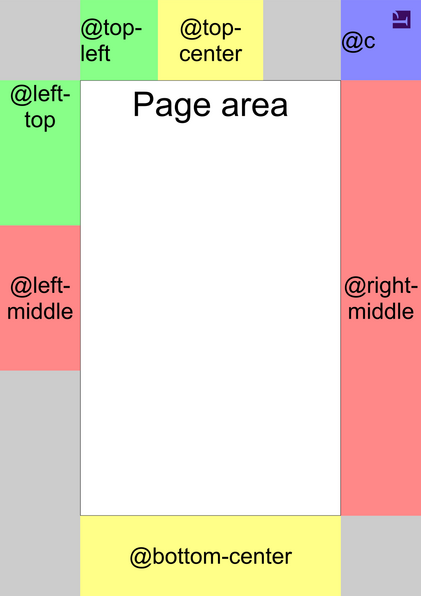 @top-
left
@top-
center
@c
@left-
top
Page area
@left-
middle
@right-
middle
@bottom-center